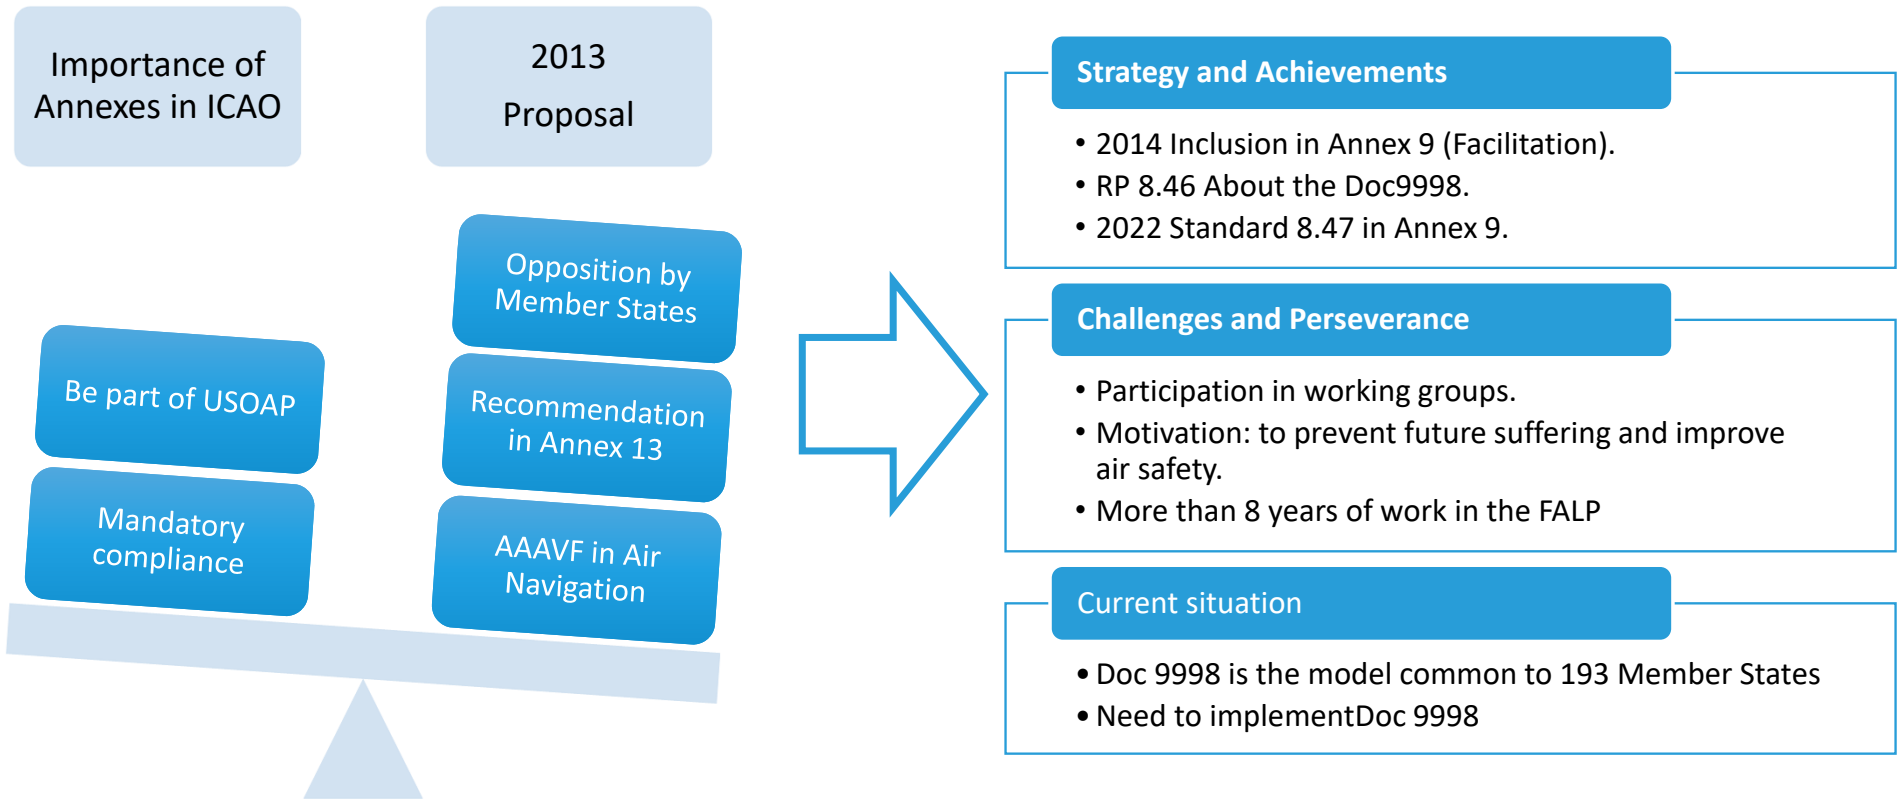 Importance of
Annexes in ICAO
2013
Proposal
Be part of USOAP
Mandatory
compliance
Opposition by
Member States
Recommendation
in Annex 13
AAAVF in Air
Navigation
Strategy and Achievements
• 2014 Inclusion in Annex 9 (Facilitation).
• RP 8.46 About the Doc9998.
• 2022 Standard 8.47 in Annex 9.
Challenges and Perseverance
• Participation in working groups.
• Motivation: to prevent future suffering and improve
air safety.
• More than 8 years of work in the FALP
Current situation
• Doc 9998 is the model common to 193 Member States
• Need to implementDoc 9998